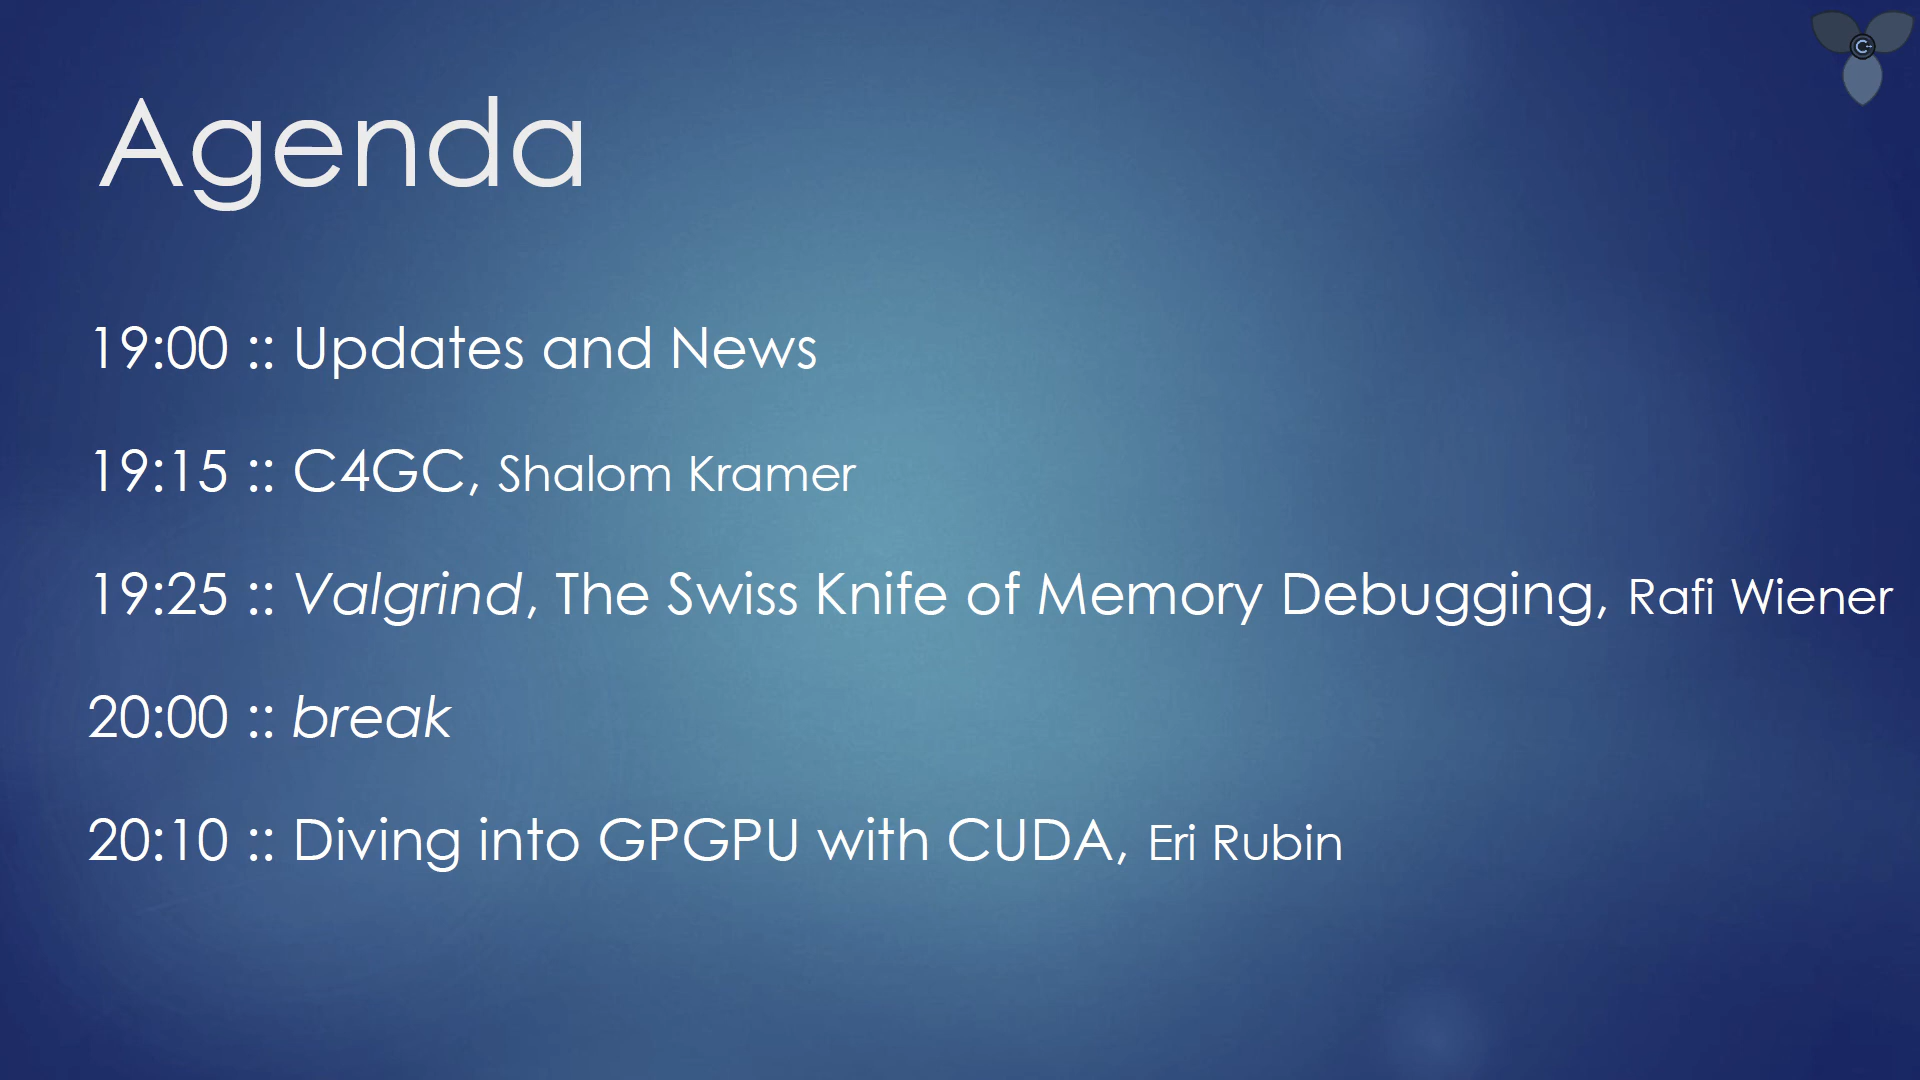 Agenda
19:00 :: Updates and News
19:15 :: C4GC, Shalom Kramer
19:25 :: Valgrind, The Swiss Knife of Memory Debugging, Rafi Wiener
20:00 :: break
20:10 :: Diving into GPGPU with CUDA, Eri Rubin